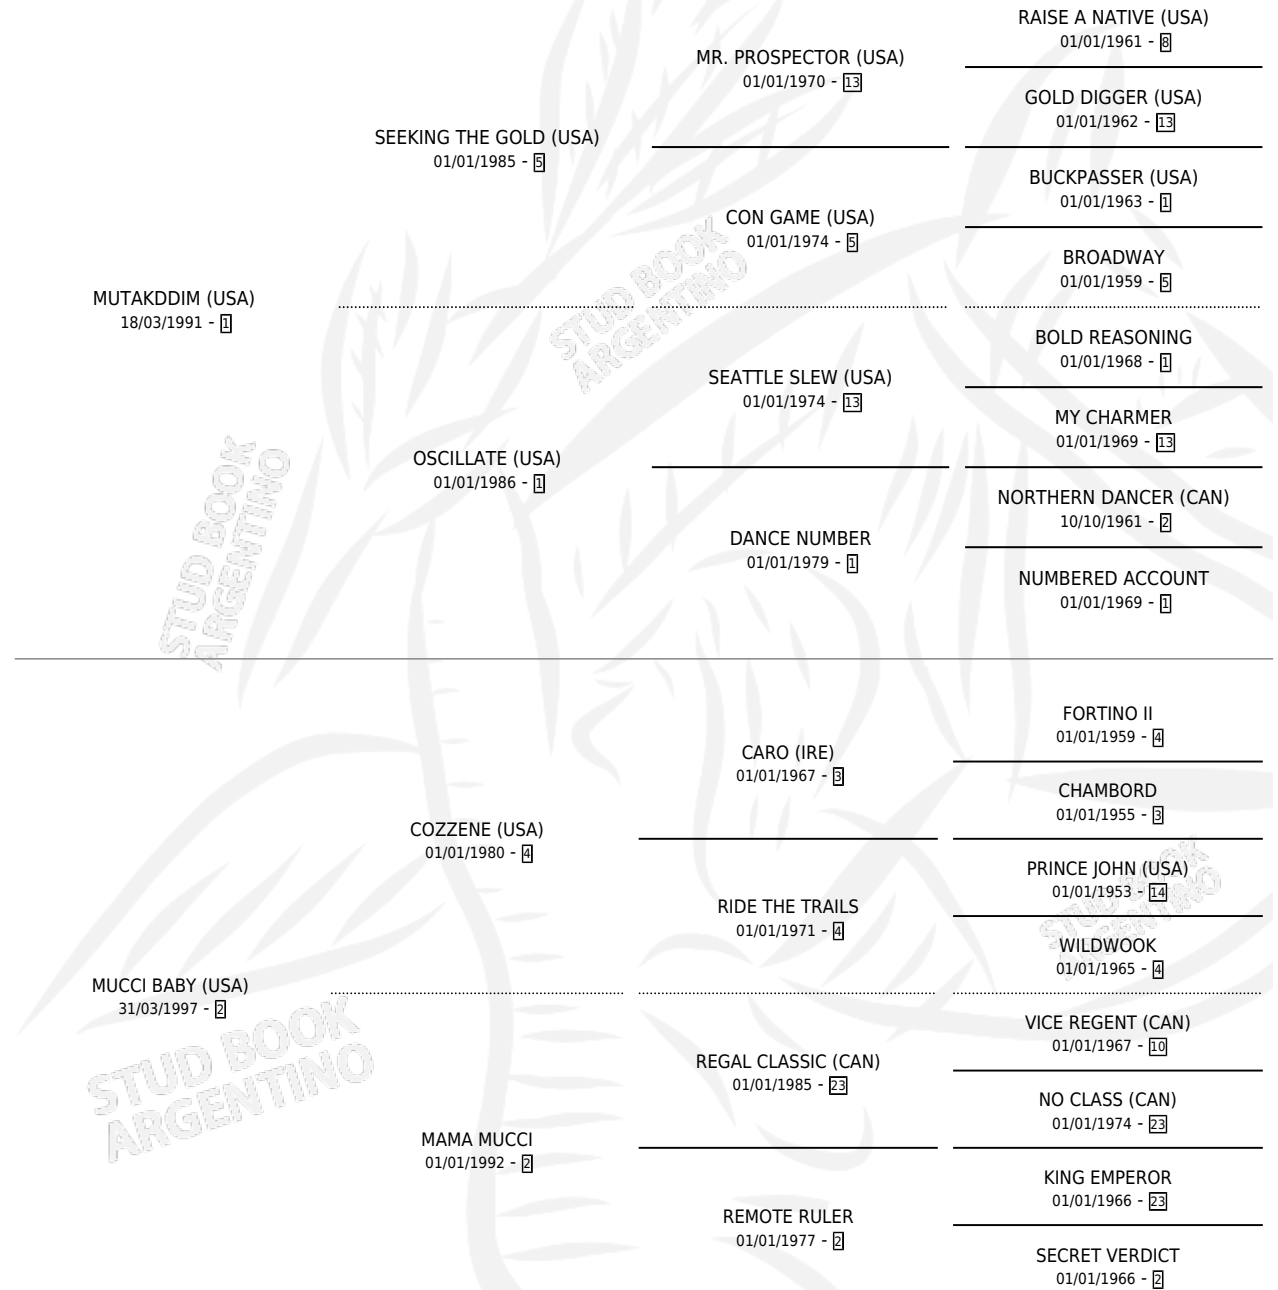 RAISE A NATIVE (USA)
01/01/1961 - 8
MR. PROSPECTOR (USA)
01/01/1970 - 13
GOLD DIGGER (USA)
01/01/1962 - 13
SEEKING THE GOLD (USA)
01/01/1985 - 5
BUCKPASSER (USA)
01/01/1963 - 1
CON GAME (USA)
01/01/1974 - 5
BROADWAY
01/01/1959 - 5
MUTAKDDIM (USA)
18/03/1991 - 1
BOLD REASONING
01/01/1968 - 1
SEATTLE SLEW (USA)
01/01/1974 - 13
MY CHARMER
01/01/1969 - 13
OSCILLATE (USA)
01/01/1986 - 1
NORTHERN DANCER (CAN)
10/10/1961 - 2
DANCE NUMBER
01/01/1979 - 1
NUMBERED ACCOUNT
01/01/1969 - 1
STUD BOOK
ARGENTINO
STUD BOOK
ARGENTINO
FORTINO II
01/01/1959 - 4
CARO (IRE)
01/01/1967 - 3
CHAMBORD
01/01/1955 - 3
COZZENE (USA)
01/01/1980 - 4
PRINCE JOHN (USA)
01/01/1953 - 14
RIDE THE TRAILS
01/01/1971 - 4
WILDWOOK
01/01/1965 - 4
MUCCI BABY (USA)
31/03/1997 - 2
VICE REGENT (CAN)
01/01/1967 - 10
REGAL CLASSIC (CAN)
01/01/1985 - 23
NO CLASS (CAN)
01/01/1974 - 23
MAMA MUCCI
01/01/1992 - 2
KING EMPEROR
01/01/1966 - 23
REMOTE RULER
01/01/1977 - 2
SECRET VERDICT
01/01/1966 - 2
STUD BOOK
ARGENTINO
STUD BOOK
ARGENTINO